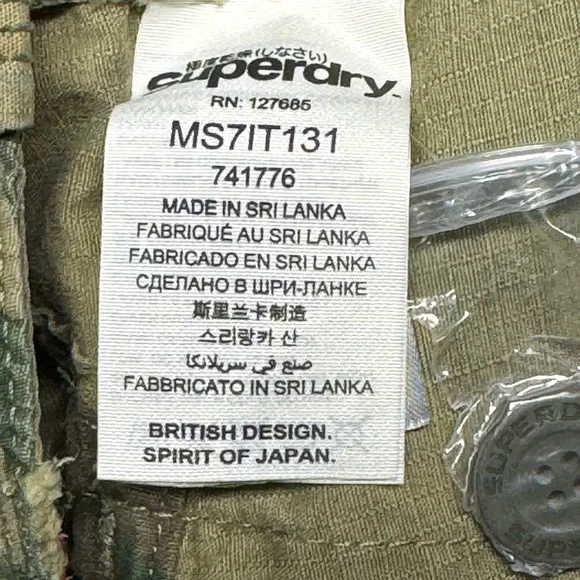 極度乾燥(しなさい)
Superdry.
RN: 127685
MS7IT131
741776
MADE IN SRI LANKA
FABRIQUÉ AU SRI LANKA
FABRICADO EN SRI LANKA
СДЕЛАНО В ШРИ-ЛАНКЕ
斯里兰卡制造
스리랑카 산
صنع في سريلانكا
FABBRICATO IN SRI LANKA
BRITISH DESIGN.
SPIRIT OF JAPAN.
SUPERDRY